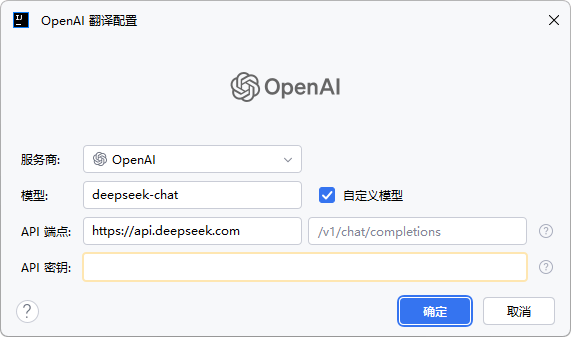 OpenAI 翻译配置
OpenAI
服务商: OpenAI
模型: deepseek-chat 自定义模型
API 端点: https://api.deepseek.com /v1/chat/completions ?
API 密钥: ?
? 确定 取消